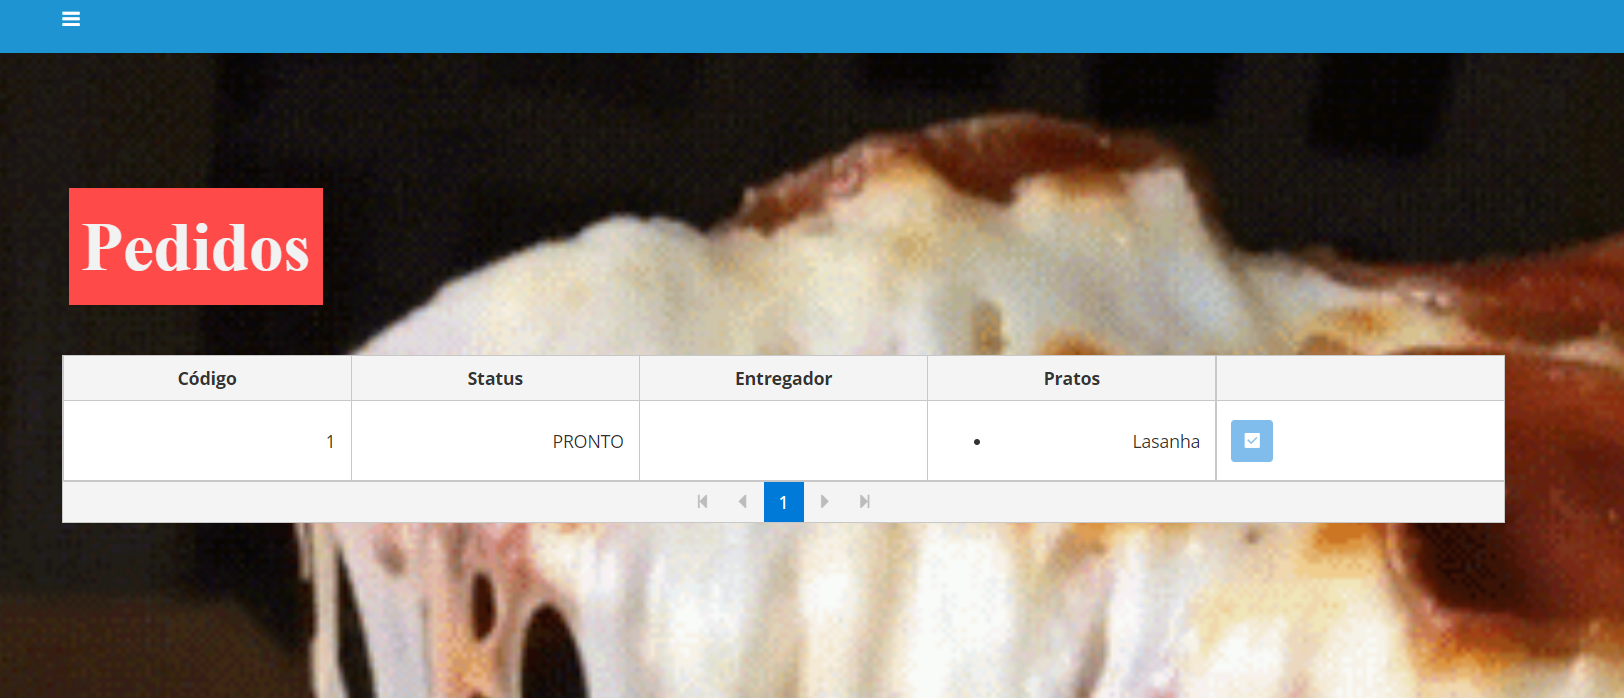 Pedidos
Código Status Entregador Pratos
1 PRONTO • Lasanha
1